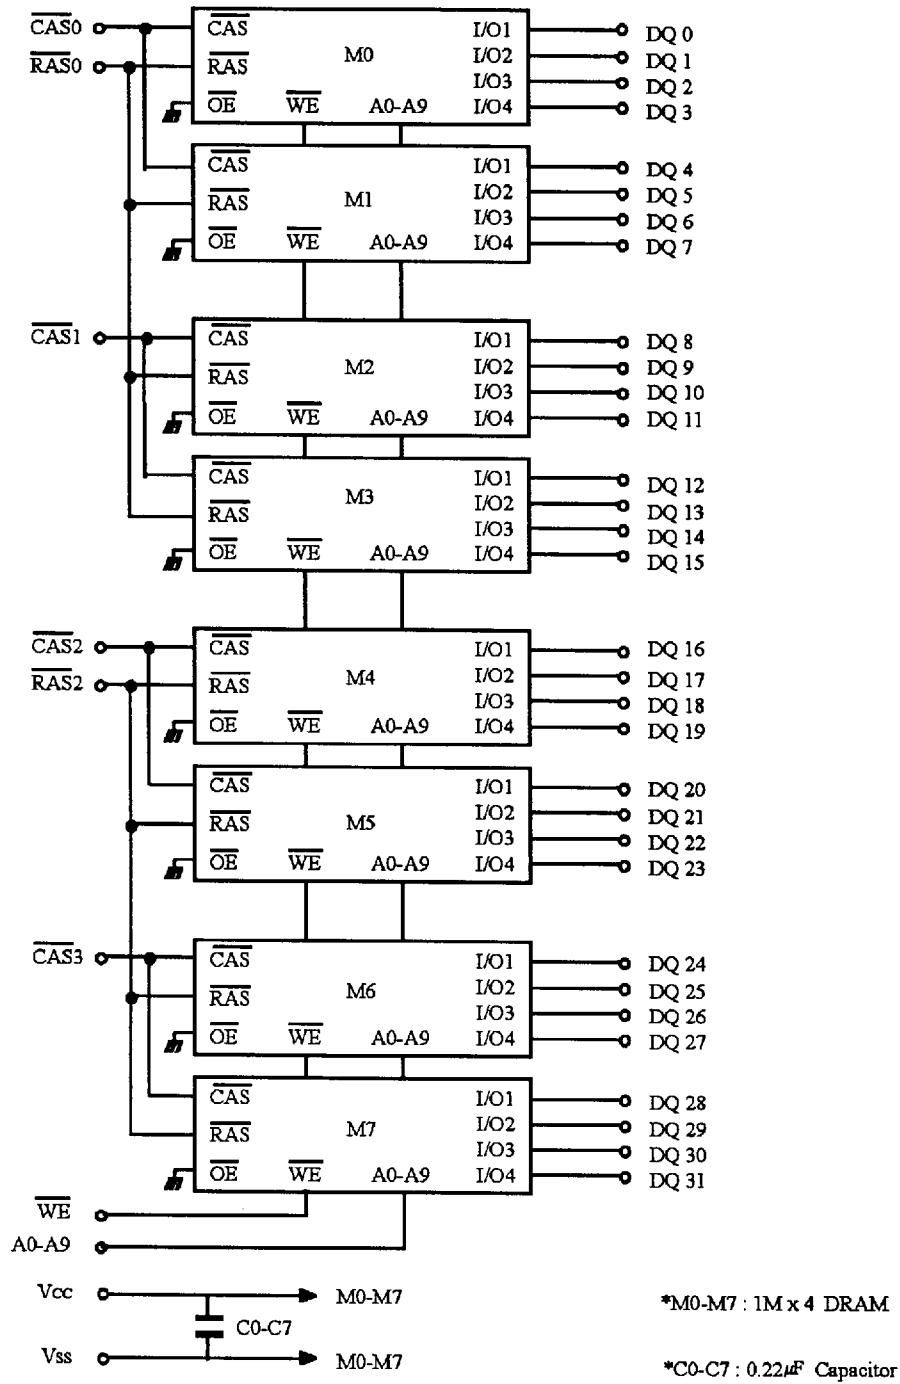 CAS0 CAS I/O1 DQ 0
M0
RAS0 RAS I/O2 DQ 1
I/O3 DQ 2
OE WE A0-A9 I/O4 DQ 3
CAS I/O1 DQ 4
M1
RAS I/O2 DQ 5
I/O3 DQ 6
OE WE A0-A9 I/O4 DQ 7
CAS1 CAS I/O1 DQ 8
M2
RAS I/O2 DQ 9
I/O3 DQ 10
OE WE A0-A9 I/O4 DQ 11
CAS I/O1 DQ 12
M3
RAS I/O2 DQ 13
I/O3 DQ 14
OE WE A0-A9 I/O4 DQ 15
CAS2 CAS I/O1 DQ 16
M4
RAS2 RAS I/O2 DQ 17
I/O3 DQ 18
OE WE A0-A9 I/O4 DQ 19
CAS I/O1 DQ 20
M5
RAS I/O2 DQ 21
I/O3 DQ 22
OE WE A0-A9 I/O4 DQ 23
CAS3 CAS I/O1 DQ 24
M6
RAS I/O2 DQ 25
I/O3 DQ 26
OE WE A0-A9 I/O4 DQ 27
CAS I/O1 DQ 28
M7
RAS I/O2 DQ 29
I/O3 DQ 30
OE WE A0-A9 I/O4 DQ 31
WE
A0-A9
Vcc M0-M7
C0-C7
Vss M0-M7
*M0-M7 : 1M x 4 DRAM
*C0-C7 : 0.22μF Capacitor